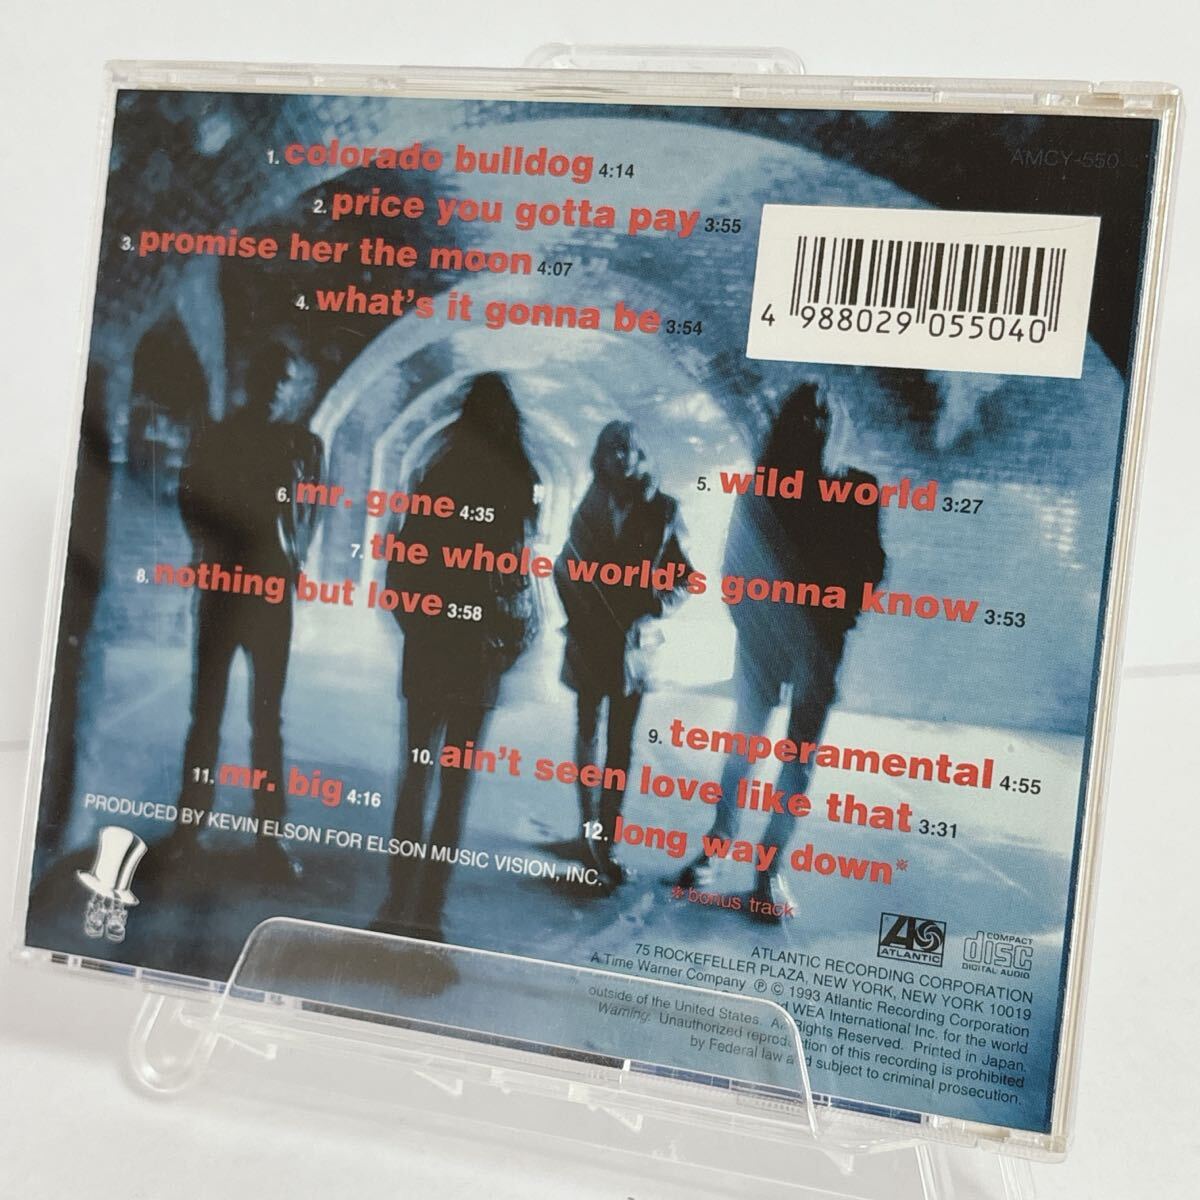 AMCY-550
1. colorado bulldog 4:14
2. price you gotta pay 3:55
3. promise her the moon 4:07
4. what's it gonna be 3:54
4 988029 055040
5. wild world 3:27
6. mr. gone 4:35
7. the whole world's gonna know 3:53
8. nothing but love 3:58
9. temperamental 4:55
10. ain't seen love like that 3:31
11. mr. big 4:16
12. long way down※
※bonus track
PRODUCED BY KEVIN ELSON FOR ELSON MUSIC VISION, INC.
ATLANTIC
COMPACT
disc
DIGITAL AUDIO
ATLANTIC RECORDING CORPORATION
75 ROCKEFELLER PLAZA, NEW YORK, NEW YORK 10019
A Time Warner Company ℗ © 1993 Atlantic Recording Corporation
WEA International Inc. for the world
outside of the United States. All Rights Reserved. Printed in Japan.
Warning: Unauthorized reproduction of this recording is prohibited
by Federal law and subject to criminal prosecution.